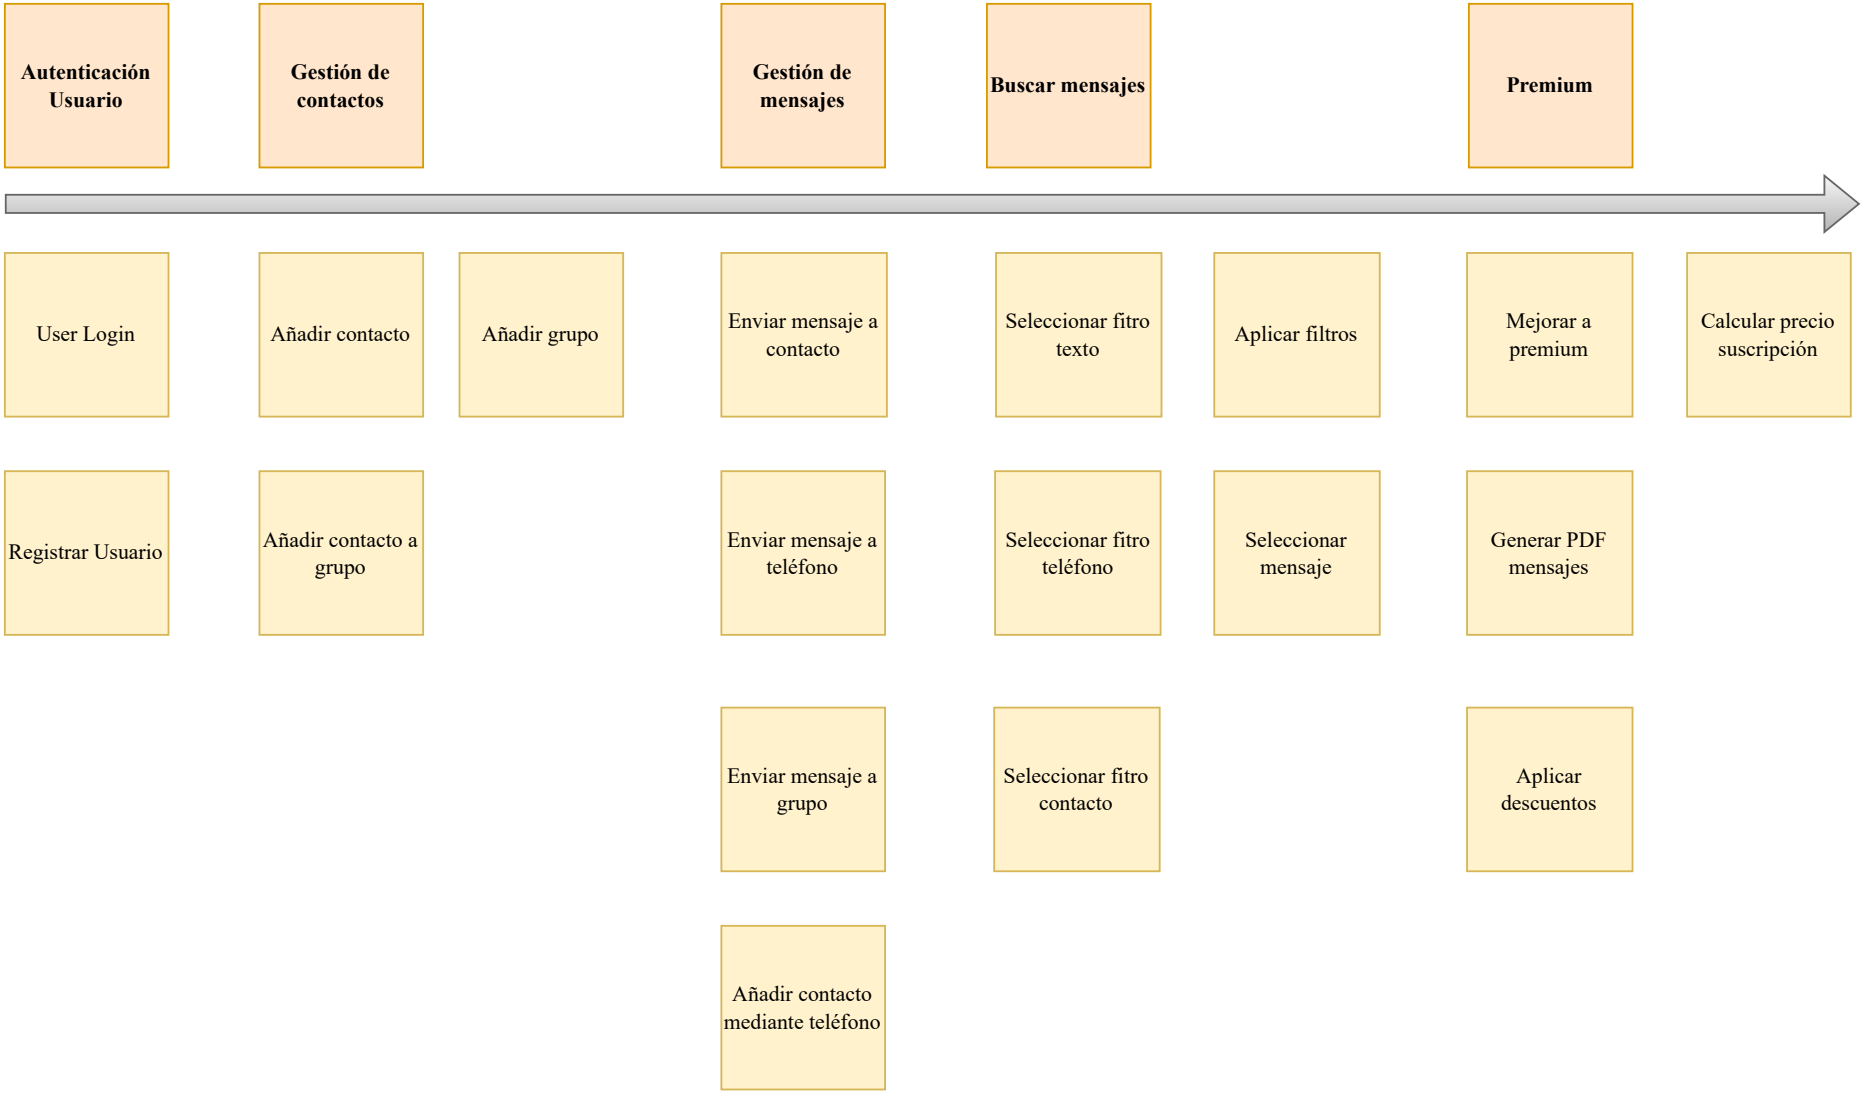 Autenticación
Usuario
Gestión de
contactos
Gestión de
mensajes
Buscar mensajes
Premium
User Login
Añadir contacto
Añadir grupo
Enviar mensaje a
contacto
Seleccionar fitro
texto
Aplicar filtros
Mejorar a
premium
Calcular precio
suscripción
Registrar Usuario
Añadir contacto a
grupo
Enviar mensaje a
teléfono
Seleccionar fitro
teléfono
Seleccionar
mensaje
Generar PDF
mensajes
Enviar mensaje a
grupo
Seleccionar fitro
contacto
Aplicar
descuentos
Añadir contacto
mediante teléfono